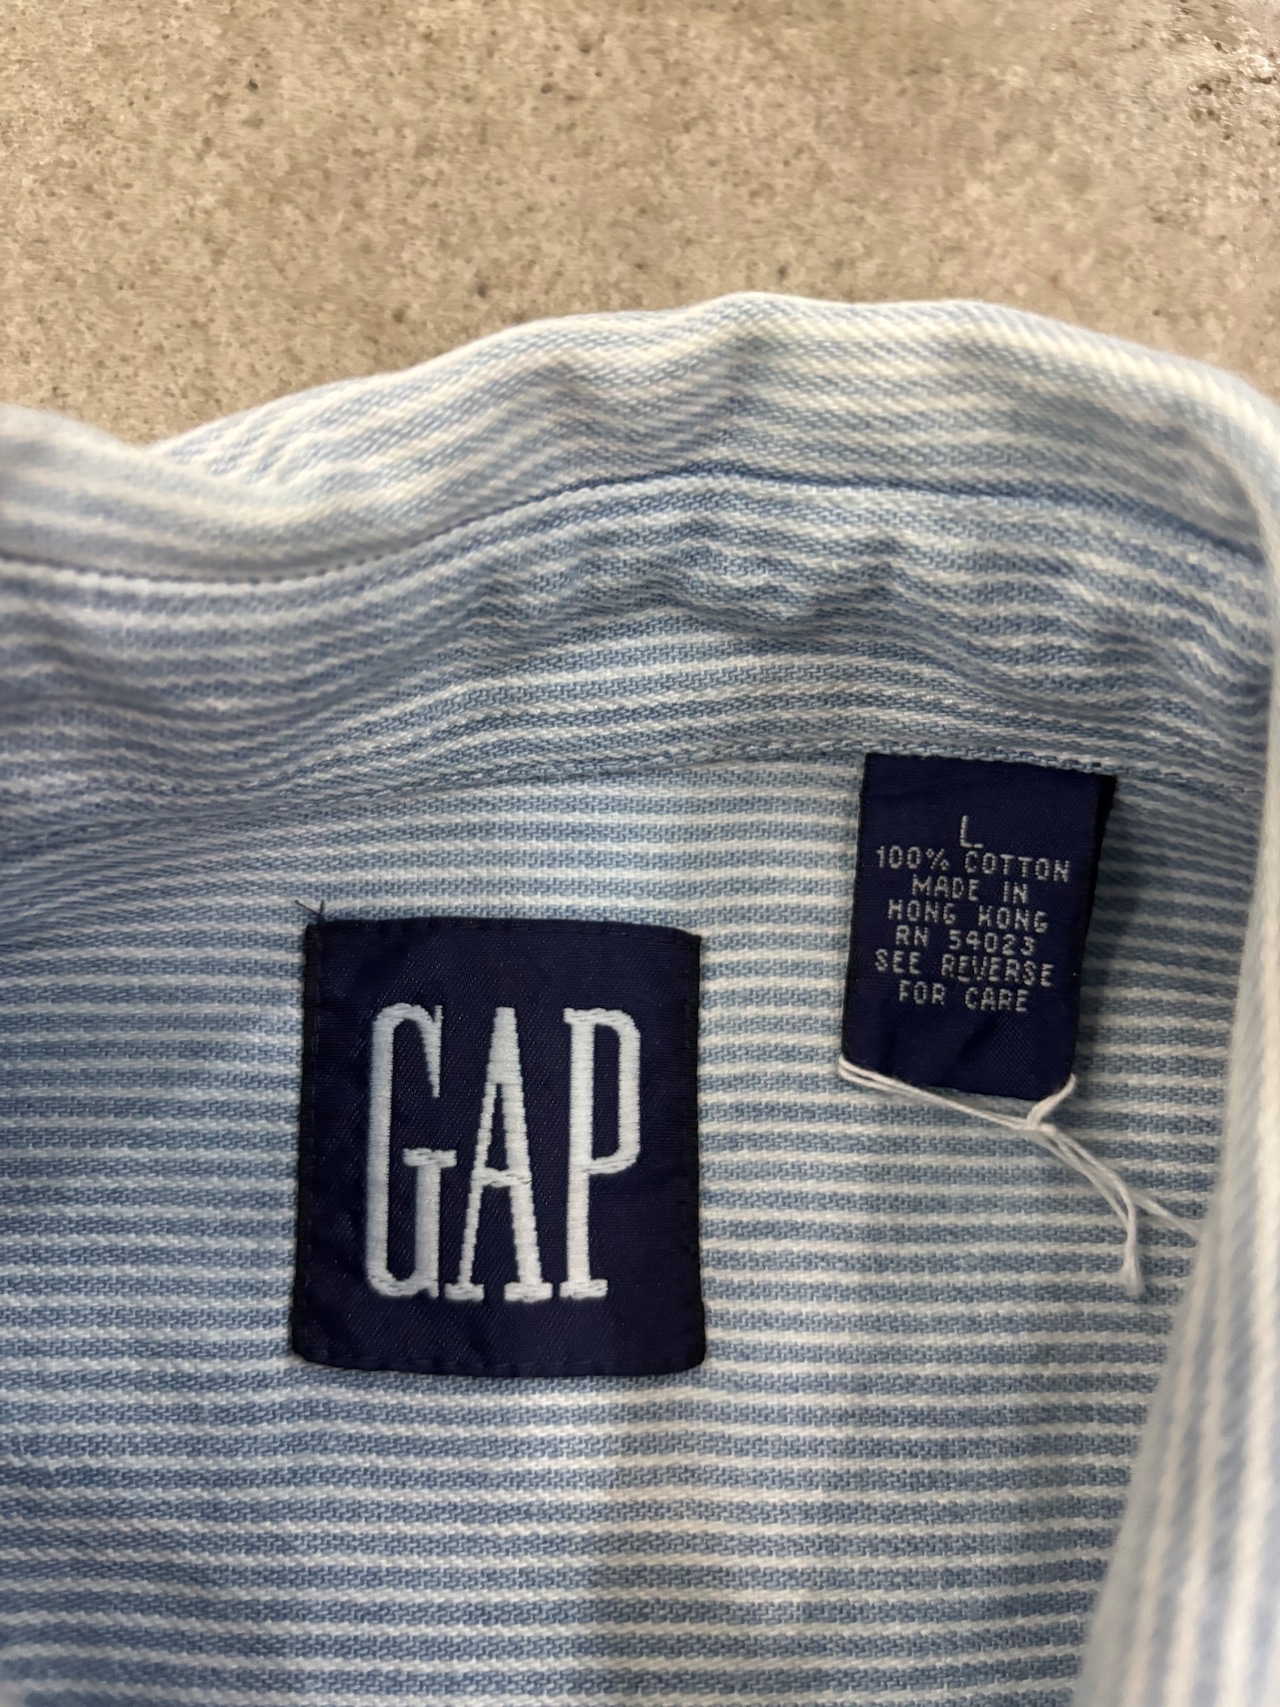 GAP
L
100% COTTON
MADE IN
HONG KONG
RN 54023
SEE REVERSE
FOR CARE